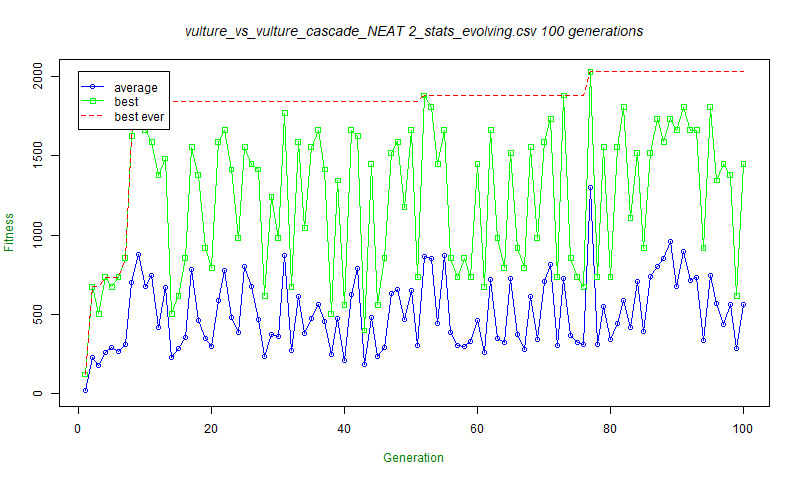 vulture_vs_vulture_cascade_NEAT 2_stats_evolving.csv 100 generations
average
best
best ever
Fitness
2000
1500
1000
500
0
0 20 40 60 80 100
Generation